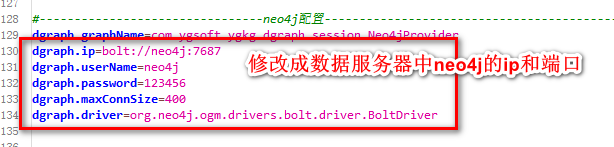 128 #------------------------------neo4j配置------------------------------
129 dgraph.graphName=com.ygsoft.ygkg.dgraph.session.Neo4jProvider
130 dgraph.ip=bolt://neo4j:7687
131 dgraph.userName=neo4j
132 dgraph.password=123456
133 dgraph.maxConnSize=400
134 dgraph.driver=org.neo4j.ogm.drivers.bolt.driver.BoltDriver
修改成数据服务器中neo4j的ip和端口